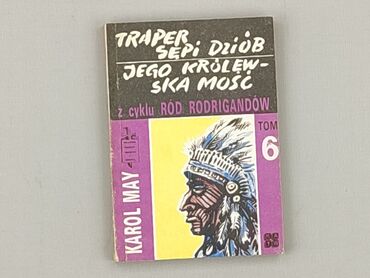 TRAPER
SĘPI DZIÓB
JEGO KRÓLEW-
SKA MOŚĆ
z cyklu RÓD RODRIGANDÓW
TOM
6
KAROL MAY